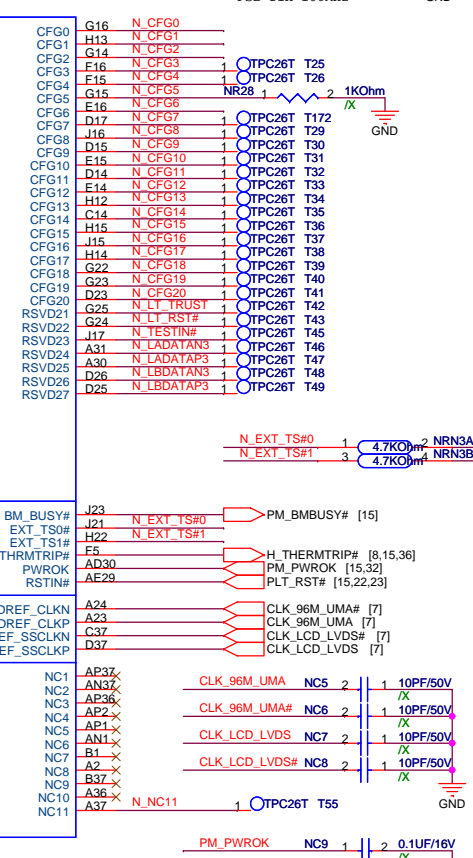 CFG0 G16 N_CFG0
CFG1 H13 N_CFG1
CFG2 G14 N_CFG2
CFG3 F16 N_CFG3 1 TPC26T T25
CFG4 F15 N_CFG4 1 TPC26T T26
CFG5 G15 N_CFG5 NR28 1 2 1KOhm
/X
CFG6 E16 N_CFG6
CFG7 D17 N_CFG7 1 TPC26T T172
GND
CFG8 J16 N_CFG8 1 TPC26T T29
CFG9 D15 N_CFG9 1 TPC26T T30
CFG10 E15 N_CFG10 1 TPC26T T31
CFG11 D14 N_CFG11 1 TPC26T T32
CFG12 E14 N_CFG12 1 TPC26T T33
CFG13 H12 N_CFG13 1 TPC26T T34
CFG14 C14 N_CFG14 1 TPC26T T35
CFG15 H15 N_CFG15 1 TPC26T T36
CFG16 J15 N_CFG16 1 TPC26T T37
CFG17 H14 N_CFG17 1 TPC26T T38
CFG18 G22 N_CFG18 1 TPC26T T39
CFG19 G23 N_CFG19 1 TPC26T T40
CFG20 D23 N_CFG20 1 TPC26T T41
RSVD21 G25 N_LT_TRUST 1 TPC26T T42
RSVD22 G24 N_LT_RST# 1 TPC26T T43
RSVD23 J17 N_TESTIN# 1 TPC26T T45
RSVD24 A31 N_LADATAN3 1 TPC26T T46
RSVD25 A30 N_LADATAP3 1 TPC26T T47
RSVD26 D26 N_LBDATAN3 1 TPC26T T48
RSVD27 D25 N_LBDATAP3 1 TPC26T T49
N_EXT_TS#0 1 4.7KOhm 2 NRN3A
N_EXT_TS#1 3 4.7KOhm 4 NRN3B
BM_BUSY# J23 PM_BMBUSY# [15]
EXT_TS0# J21 N_EXT_TS#0
EXT_TS1# H22 N_EXT_TS#1
THRMTRIP# F5 H_THERMTRIP# [8,15,36]
PWROK AD30 PM_PWROK [15,32]
RSTIN# AE29 PLT_RST# [15,22,23]
DREF_CLKN A24 CLK_96M_UMA# [7]
DREF_CLKP A23 CLK_96M_UMA [7]
EF_SSCLKN C37 CLK_LCD_LVDS# [7]
EF_SSCLKP D37 CLK_LCD_LVDS [7]
NC1 AP37
NC2 AN37 CLK_96M_UMA NC5 2 1 10PF/50V
/X
NC3 AP36
NC4 AP2 CLK_96M_UMA# NC6 2 1 10PF/50V
/X
NC5 AP1
NC6 AN1 CLK_LCD_LVDS NC7 2 1 10PF/50V
/X
NC7 B1
NC8 A2 CLK_LCD_LVDS# NC8 2 1 10PF/50V
/X
NC9 B37
NC10 A36
NC11 A37 N_NC11 1 TPC26T T55
GND
PM_PWROK NC9 1 2 0.1UF/16V
/X